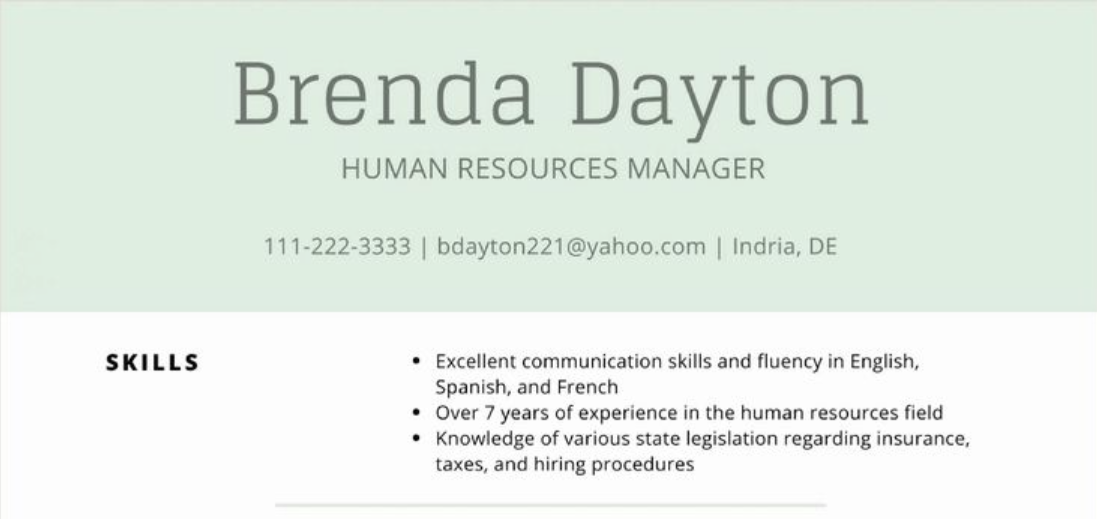 Brenda Dayton
HUMAN RESOURCES MANAGER
111-222-3333 | bdayton221@yahoo.com | Indria, DE
SKILLS
• Excellent communication skills and fluency in English,
Spanish, and French
• Over 7 years of experience in the human resources field
• Knowledge of various state legislation regarding insurance,
taxes, and hiring procedures